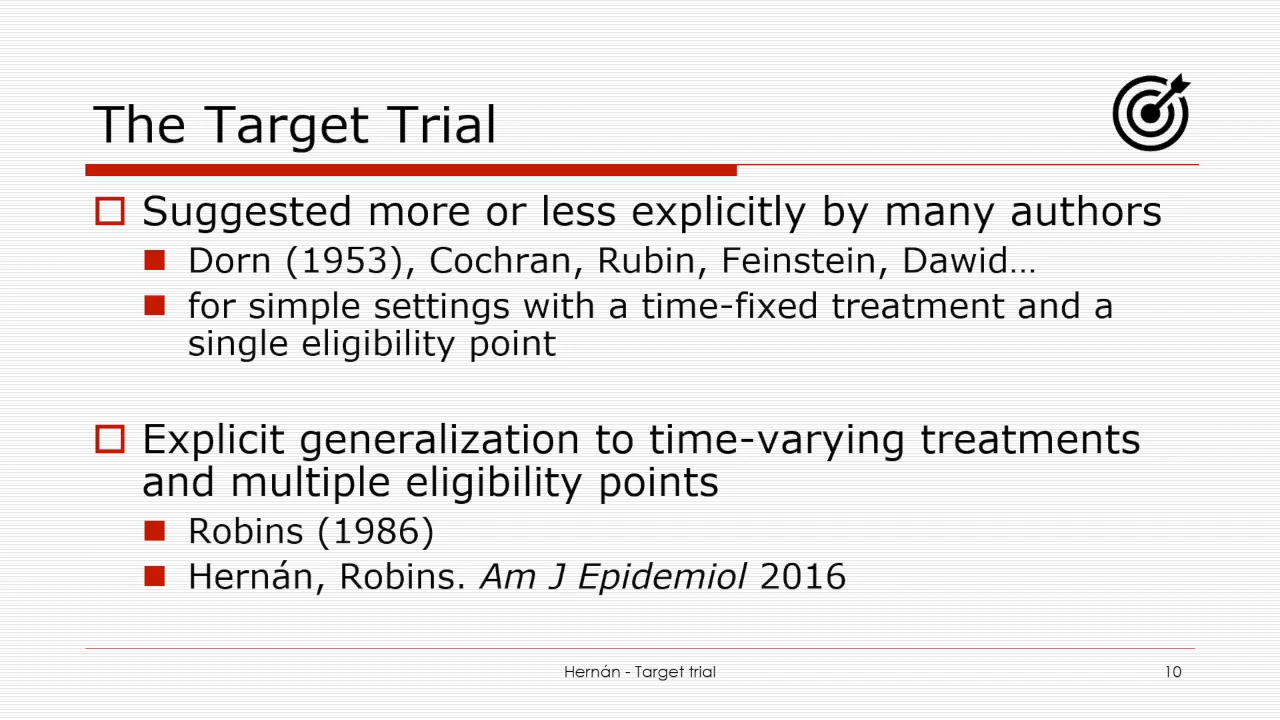 The Target Trial
Suggested more or less explicitly by many authors
Dorn (1953), Cochran, Rubin, Feinstein, Dawid…
for simple settings with a time-fixed treatment and a
single eligibility point
Explicit generalization to time-varying treatments
and multiple eligibility points
Robins (1986)
Hernán, Robins. Am J Epidemiol 2016
Hernán - Target trial
10